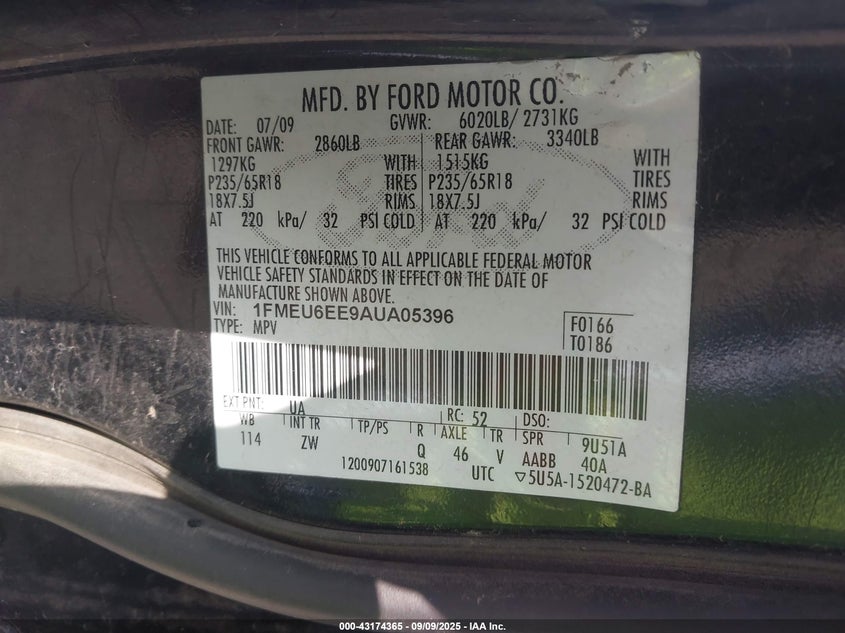 MFD. BY FORD MOTOR CO.
DATE: 07/09 GVWR: 6020LB/ 2731KG
FRONT GAWR: 2860LB REAR GAWR: 3340LB
1297KG WITH 1515KG WITH
P235/65R18 TIRES P235/65R18 TIRES
18X7.5J RIMS 18X7.5J RIMS
AT 220 kPa/ 32 PSI COLD AT 220 kPa/ 32 PSI COLD
Ford
THIS VEHICLE CONFORMS TO ALL APPLICABLE FEDERAL MOTOR
VEHICLE SAFETY STANDARDS IN EFFECT ON THE DATE OF
MANUFACTURE SHOWN ABOVE.
VIN: 1FMEU6EE9AUA05396 F0166
TYPE: MPV T0186
EXT PNT: UA RC: 52 DSO:
WB INT TR TP/PS R AXLE TR SPR 9U51A
114 ZW Q 46 V AABB 40A
1200907161538 UTC ▽5U5A-1520472-BA
000-43174365 - 09/09/2025 - IAA Inc.